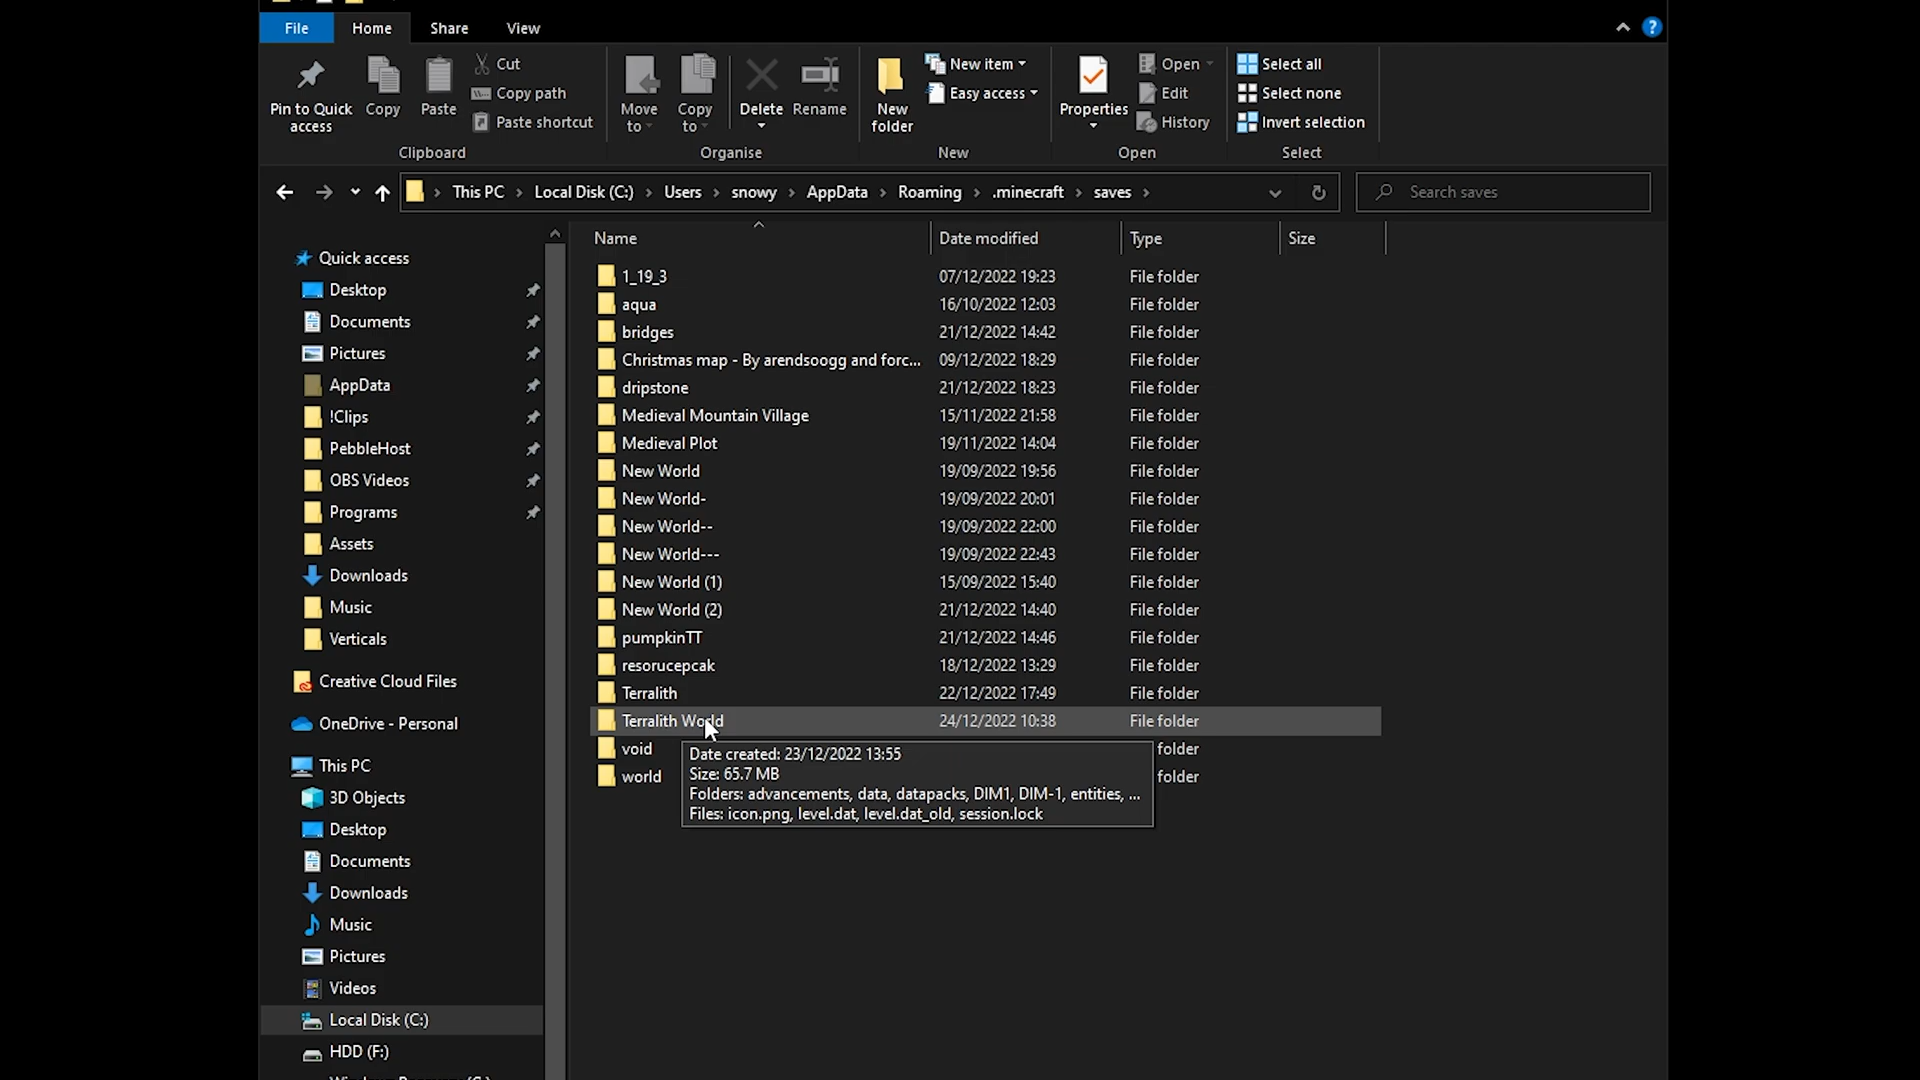 File Home Share View
Pin to Quick access
Copy
Paste
Cut
Copy path
Paste shortcut
Clipboard
Move to
Copy to
Delete
Rename
Organise
New folder
New item
Easy access
New
Properties
Open
Edit
History
Open
Select all
Select none
Invert selection
Select
This PC › Local Disk (C:) › Users › snowy › AppData › Roaming › .minecraft › saves ›
Search saves
Quick access
Desktop
Documents
Pictures
AppData
!Clips
PebbleHost
OBS Videos
Programs
Assets
Downloads
Music
Verticals
Creative Cloud Files
OneDrive - Personal
This PC
3D Objects
Desktop
Documents
Downloads
Music
Pictures
Videos
Local Disk (C:)
HDD (F:)
Name Date modified Type Size
1_19_3 07/12/2022 19:23 File folder
aqua 16/10/2022 12:03 File folder
bridges 21/12/2022 14:42 File folder
Christmas map - By arendsoogg and forc... 09/12/2022 18:29 File folder
dripstone 21/12/2022 18:23 File folder
Medieval Mountain Village 15/11/2022 21:58 File folder
Medieval Plot 19/11/2022 14:04 File folder
New World 19/09/2022 19:56 File folder
New World- 19/09/2022 20:01 File folder
New World-- 19/09/2022 22:00 File folder
New World--- 19/09/2022 22:43 File folder
New World (1) 15/09/2022 15:40 File folder
New World (2) 21/12/2022 14:40 File folder
pumpkinTT 21/12/2022 14:46 File folder
resorucepcak 18/12/2022 13:29 File folder
Terralith 22/12/2022 17:49 File folder
Terralith World 24/12/2022 10:38 File folder
void folder
world folder
Date created: 23/12/2022 13:55
Size: 65.7 MB
Folders: advancements, data, datapacks, DIM1, DIM-1, entities, ...
Files: icon.png, level.dat, level.dat_old, session.lock